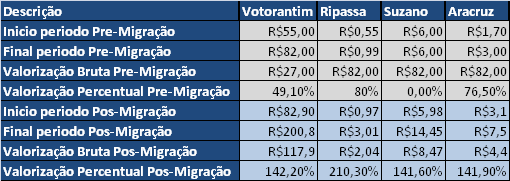 Descrição Votorantim Ripassa Suzano Aracruz
Inicio periodo Pre-Migração R$55,00 R$0,55 R$6,00 R$1,70
Final periodo Pre-Migração R$82,00 R$0,99 R$6,00 R$3,00
Valorização Bruta Pre-Migração R$27,00 R$82,00 R$82,00 R$82,00
Valorização Percentual Pre-Migração 49,10% 80% 0,00% 76,50%
Inicio periodo Pos-Migração R$82,90 R$0,97 R$5,98 R$3,1
Final periodo Pos-Migração R$200,8 R$3,01 R$14,45 R$7,5
Valorização Bruta Pos-Migração R$117,9 R$2,04 R$8,47 R$4,4
Valorização Percentual Pos-Migração 142,20% 210,30% 141,60% 141,90%